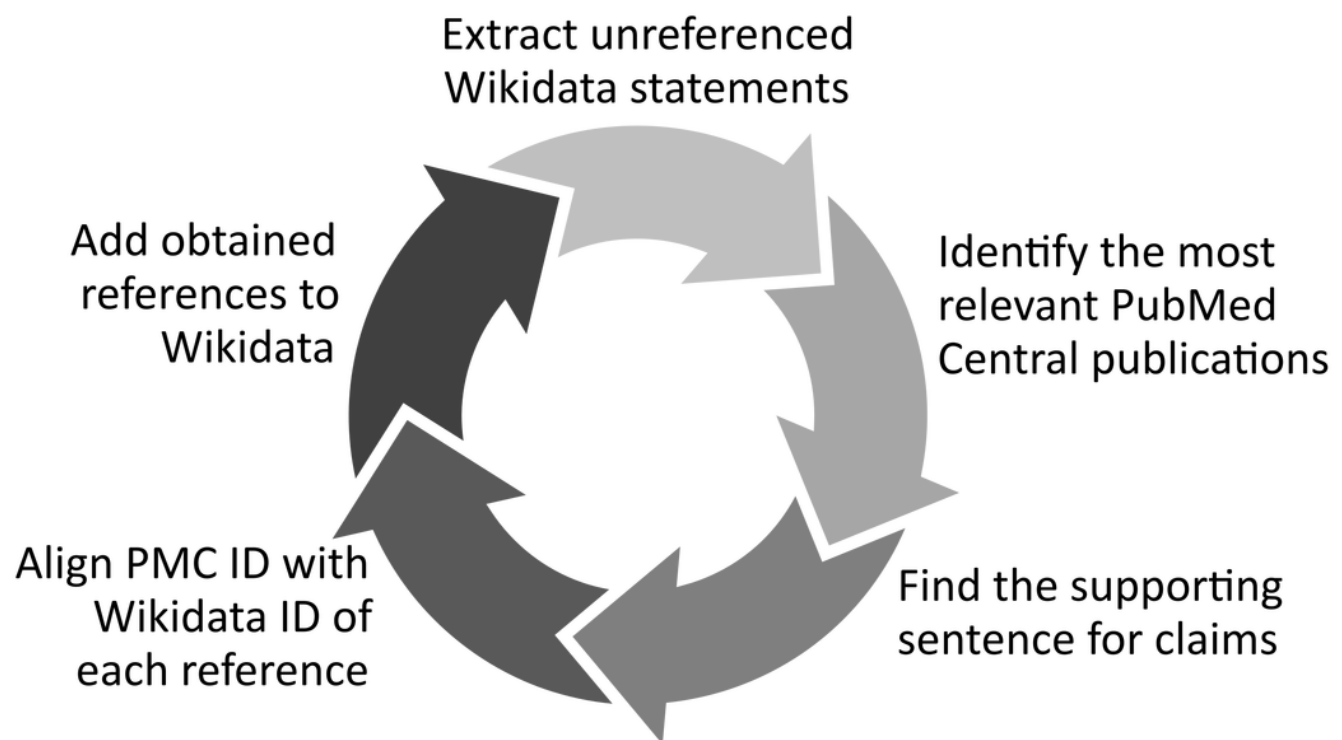 Extract unreferenced
Wikidata statements
Identify the most
relevant PubMed
Central publications
Find the supporting
sentence for claims
Align PMC ID with
Wikidata ID of
each reference
Add obtained
references to
Wikidata